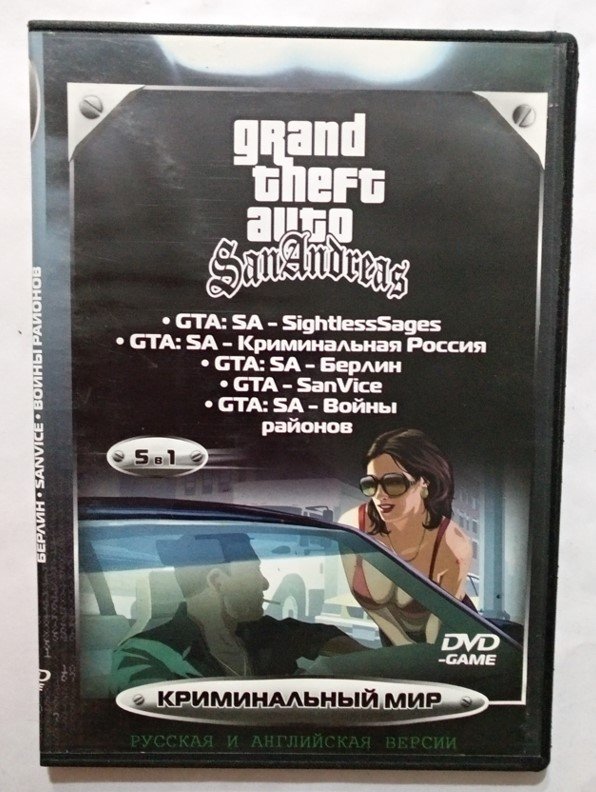 grand
theft
auto
San Andreas
• GTA: SA – SightlessSages
• GTA: SA – Криминальная Россия
• GTA: SA – Берлин
• GTA – SanVice
• GTA: SA – Войны
районов
5 в 1
DVD
-GAME
КРИМИНАЛЬНЫЙ МИР
РУССКАЯ И АНГЛИЙСКАЯ ВЕРСИИ
БЕРЛИН • SANVICE • ВОЙНЫ РАЙОНОВ